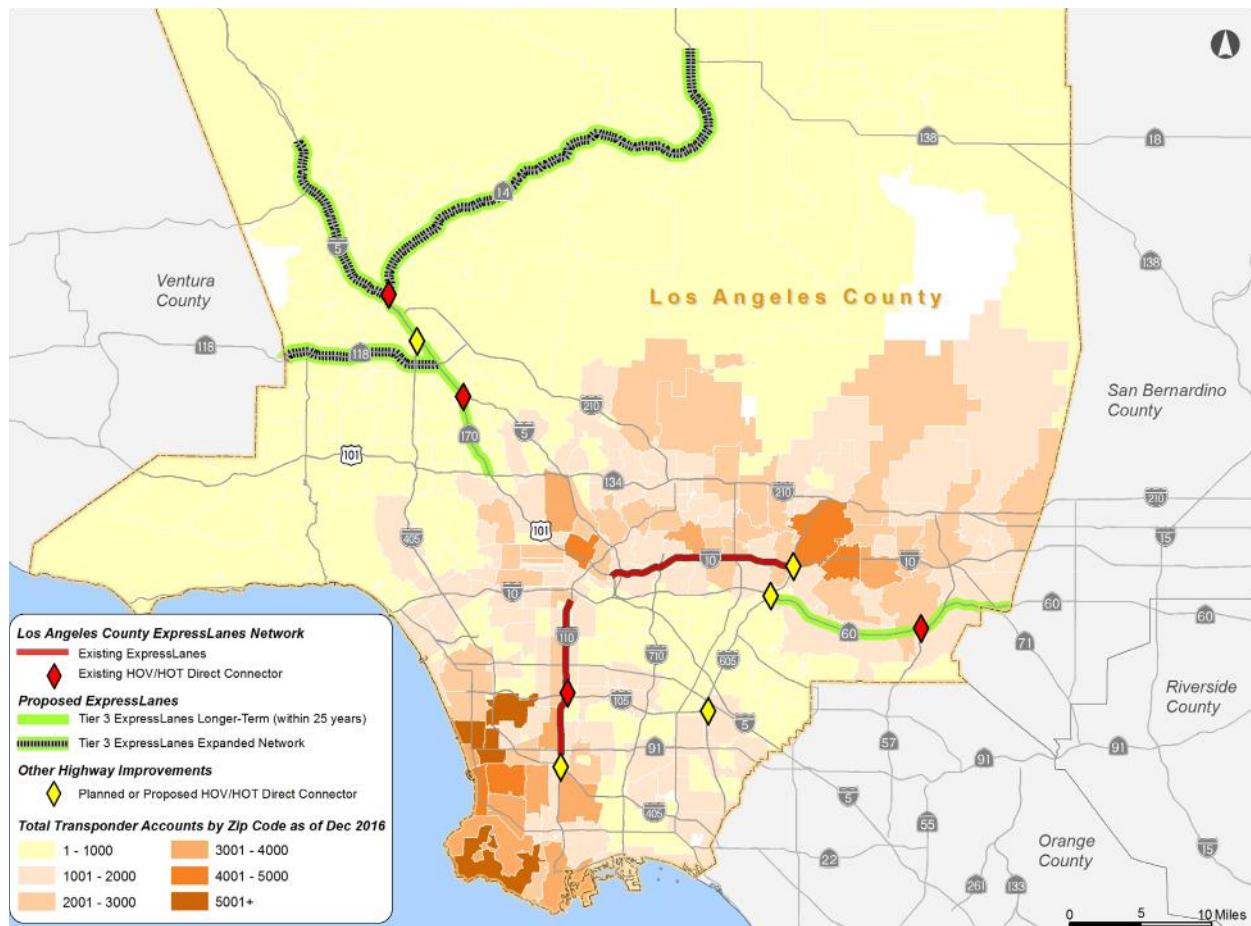 138
18
14
5
138
Ventura
County
Los Angeles County
118
118
San Bernardino
County
210
170
5
101
134
210
210
101
15
405
10
10
10
60
60
60
110
710
605
71
Riverside
County
105
5
57
91
91
91
405
5
55
Orange
County
22
15
261
133
0
5
10 Miles
Los Angeles County ExpressLanes Network
Existing ExpressLanes
Existing HOV/HOT Direct Connector
Proposed ExpressLanes
Tier 3 ExpressLanes Longer-Term (within 25 years)
Tier 3 ExpressLanes Expanded Network
Other Highway Improvements
Planned or Proposed HOV/HOT Direct Connector
Total Transponder Accounts by Zip Code as of Dec 2016
1 - 1000
3001 - 4000
1001 - 2000
4001 - 5000
2001 - 3000
5001+